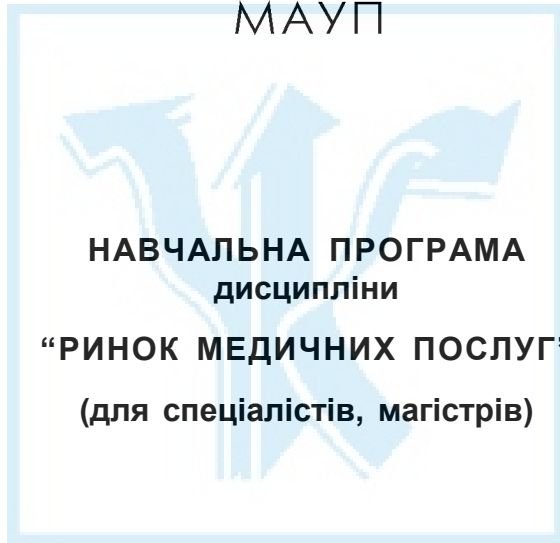 МАУП
НАВЧАЛЬНА ПРОГРАМА
дисципліни
“РИНОК МЕДИЧНИХ ПОСЛУГ”
(для спеціалістів, магістрів)